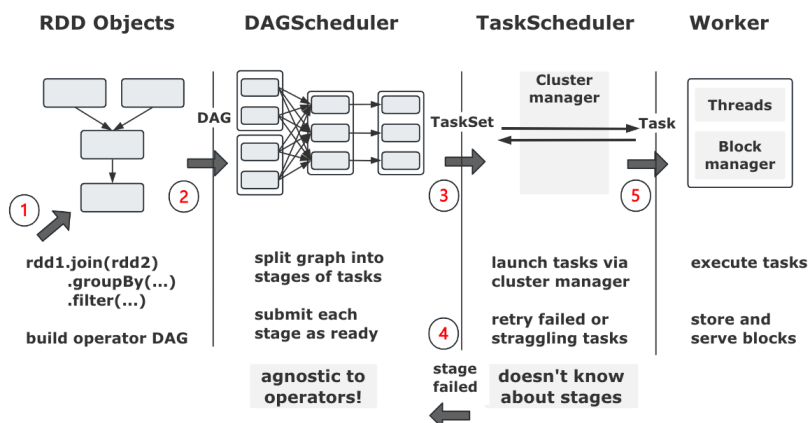 RDD Objects
DAGScheduler
TaskScheduler
Worker
DAG
TaskSet
Cluster
manager
Task
Threads
Block
manager
1
2
3
5
rdd1.join(rdd2)
.groupBy(...)
.filter(...)
build operator DAG
split graph into
stages of tasks
submit each
stage as ready
launch tasks via
cluster manager
retry failed or
straggling tasks
execute tasks
store and
serve blocks
4
stage
failed
agnostic to
operators!
doesn't know
about stages